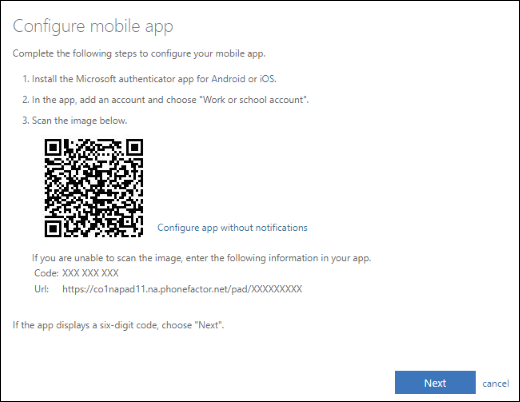 Configure mobile app
Complete the following steps to configure your mobile app.
1. Install the Microsoft authenticator app for Android or iOS.
2. In the app, add an account and choose "Work or school account".
3. Scan the image below.
Configure app without notifications
If you are unable to scan the image, enter the following information in your app.
Code: XXX XXX XXX
Url: https://co1napad11.na.phonefactor.net/pad/XXXXXXXXX
If the app displays a six-digit code, choose "Next".
Next cancel